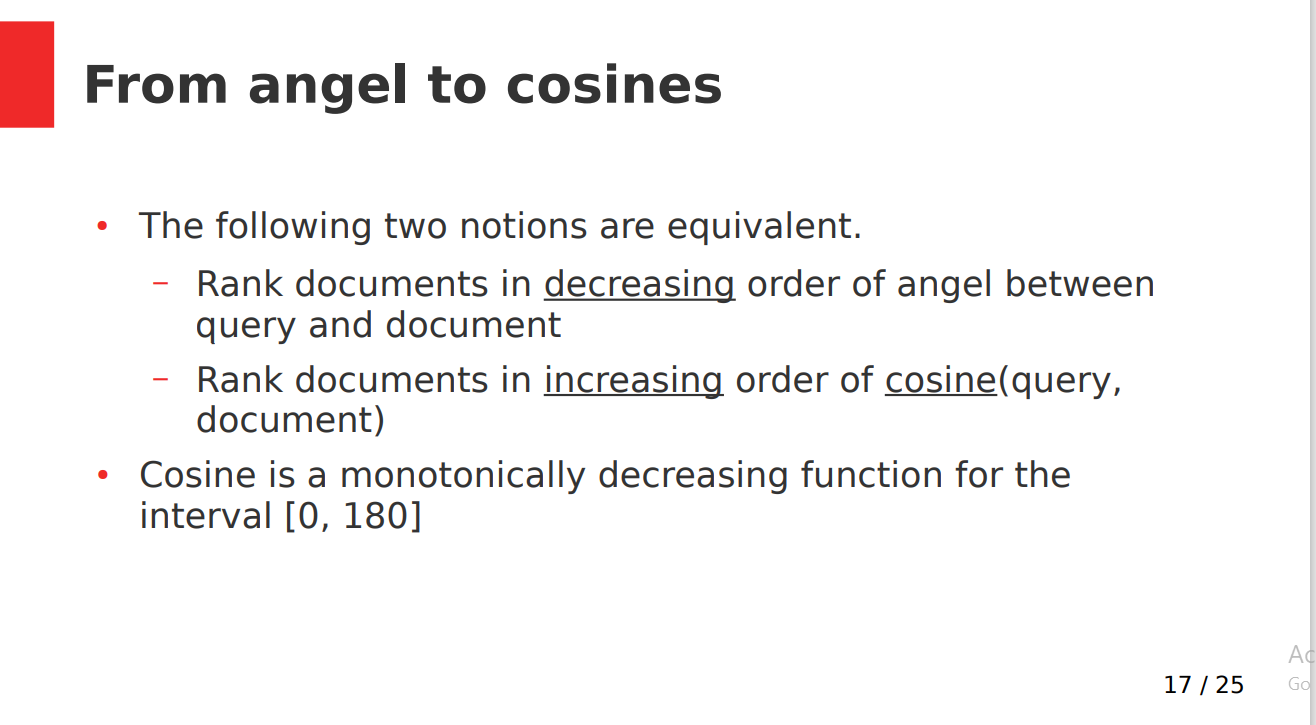 From angel to cosines
• The following two notions are equivalent.
– Rank documents in decreasing order of angel between
query and document
– Rank documents in increasing order of cosine(query,
document)
• Cosine is a monotonically decreasing function for the
interval [0, 180]
17 / 25
Go